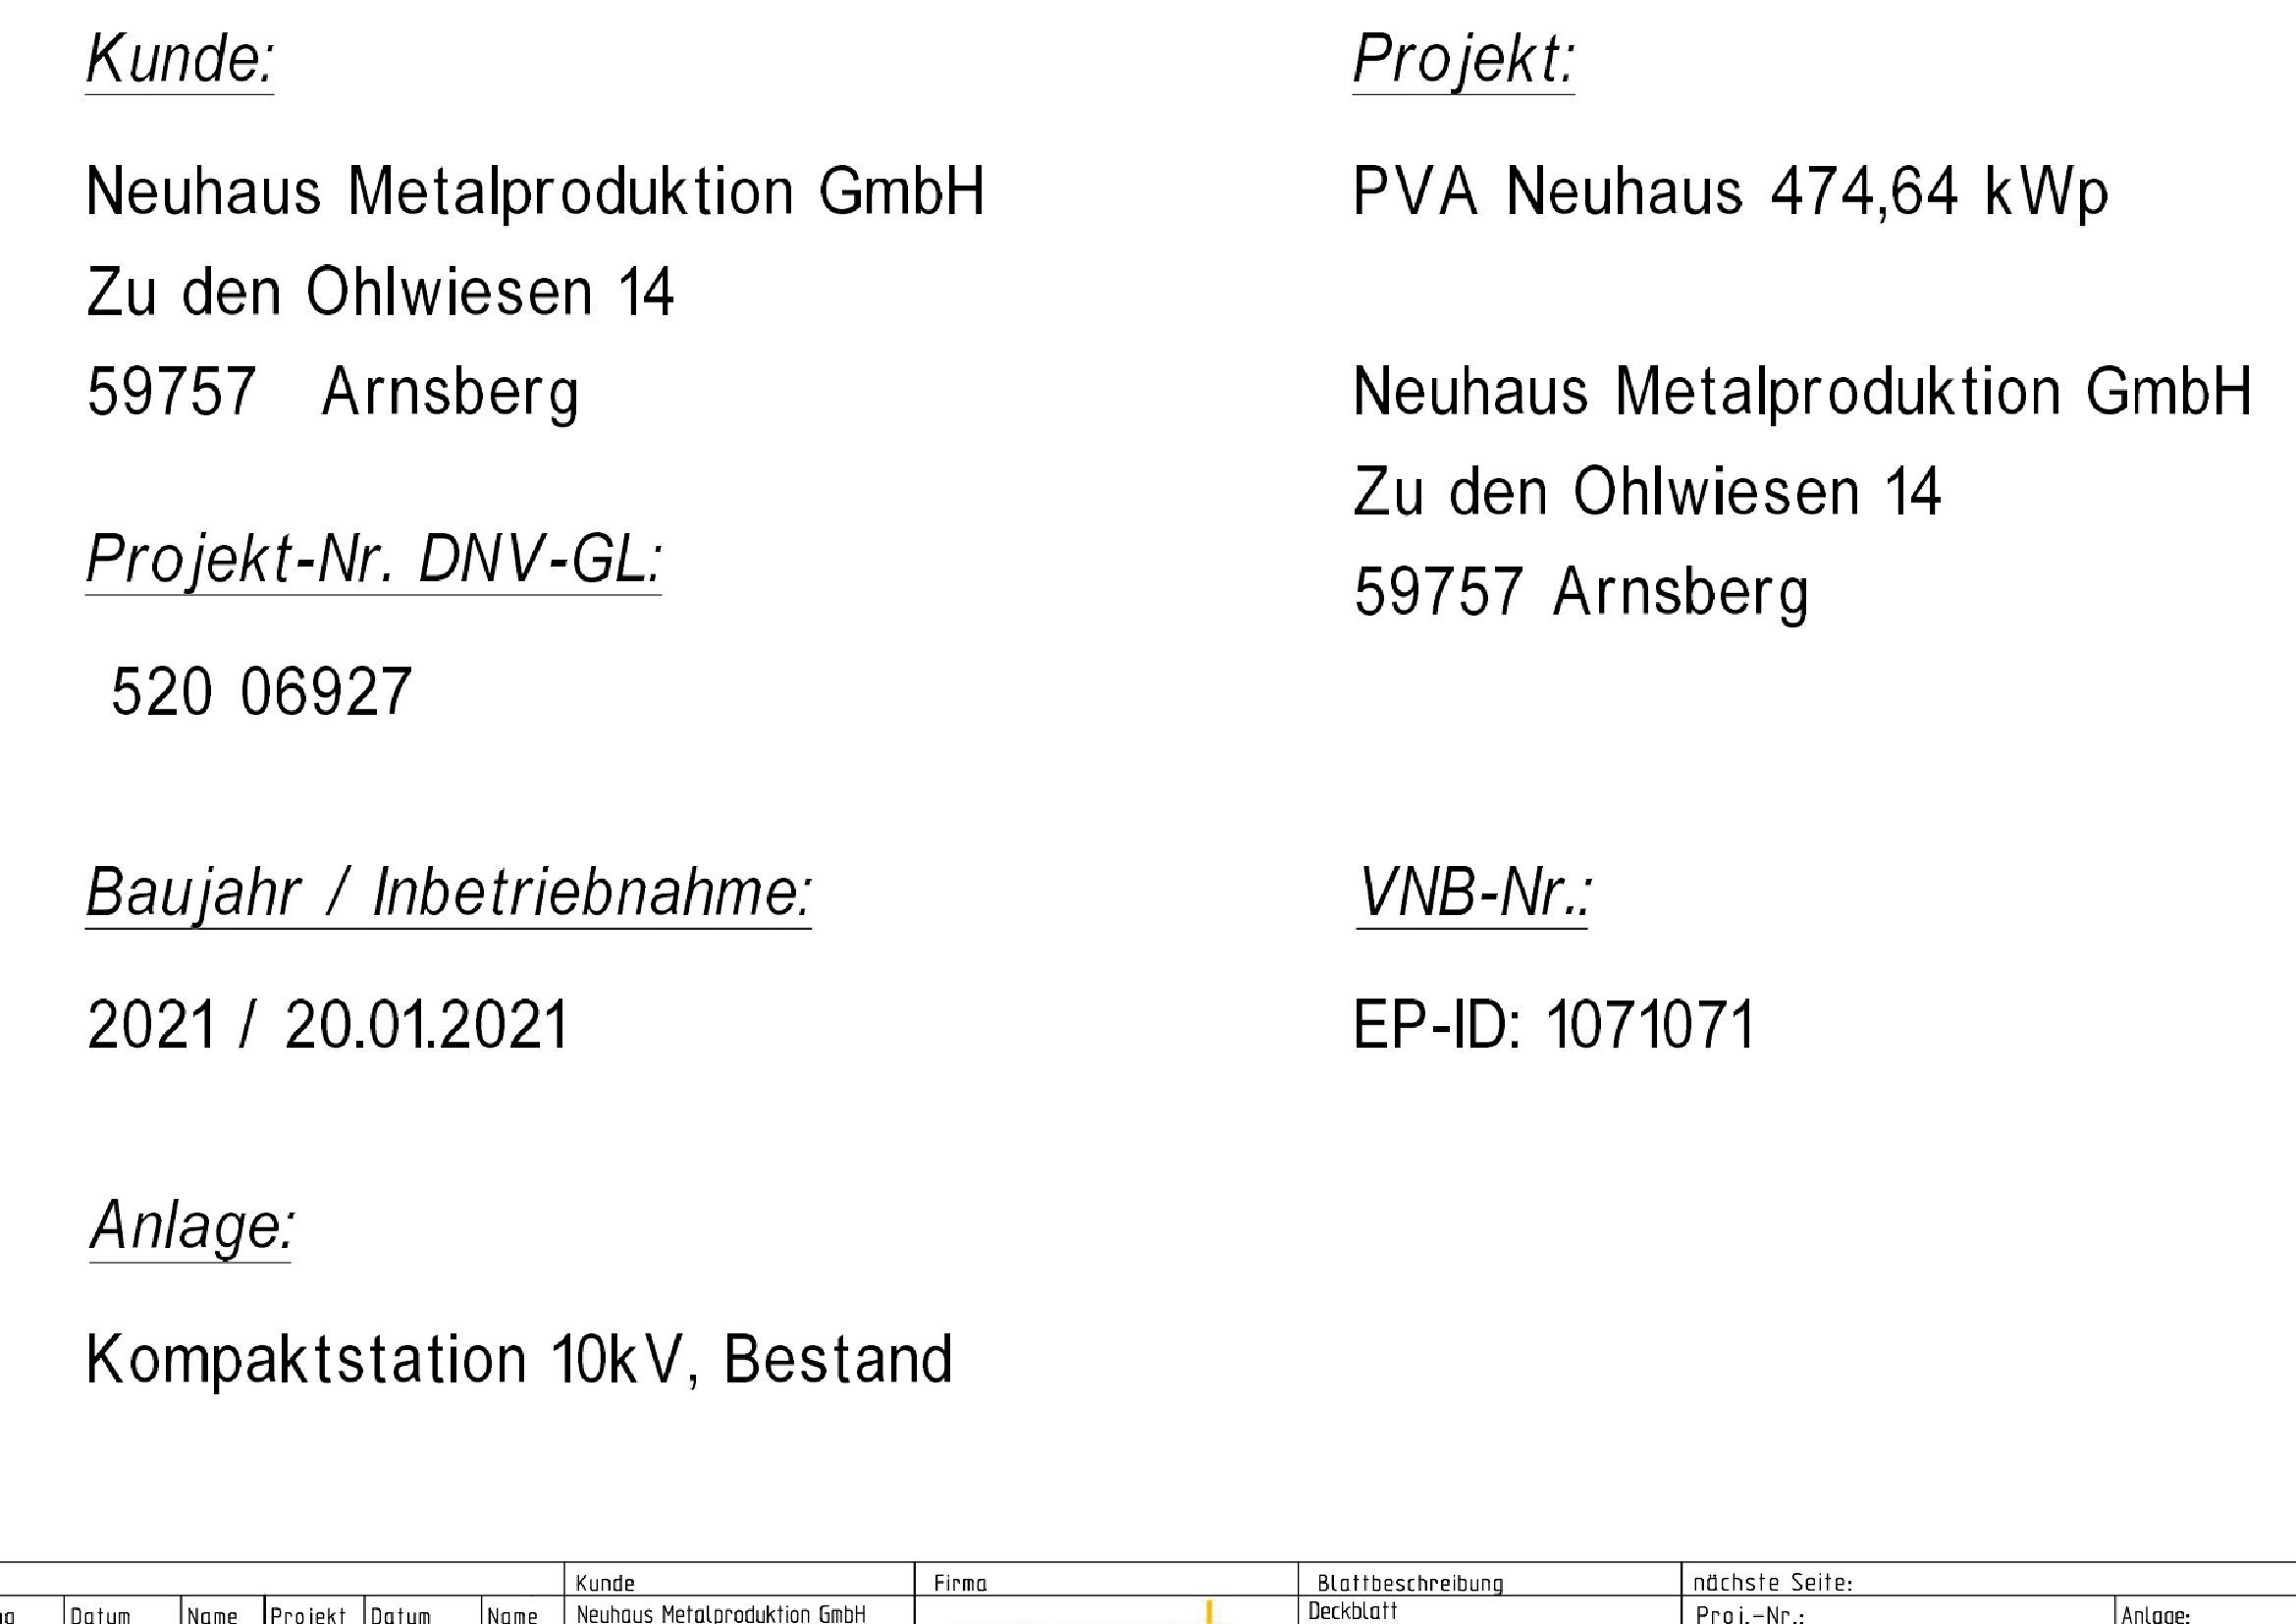 Kunde:
Neuhaus Metalproduktion GmbH
Zu den Ohlwiesen 14
59757 Arnsberg
Projekt-Nr. DNV-GL:
520 06927
Baujahr / Inbetriebnahme:
2021 / 20.01.2021
Anlage:
Kompaktstation 10kV, Bestand
Projekt:
PVA Neuhaus 474,64 kWp
Neuhaus Metalproduktion GmbH
Zu den Ohlwiesen 14
59757 Arnsberg
VNB-Nr.:
EP-ID: 1071071
Kunde Firma Blattbeschreibung nächste Seite:
Datum Name Projekt Datum Name Neuhaus Metalproduktion GmbH Deckblatt Proj.-Nr.: Anlage: